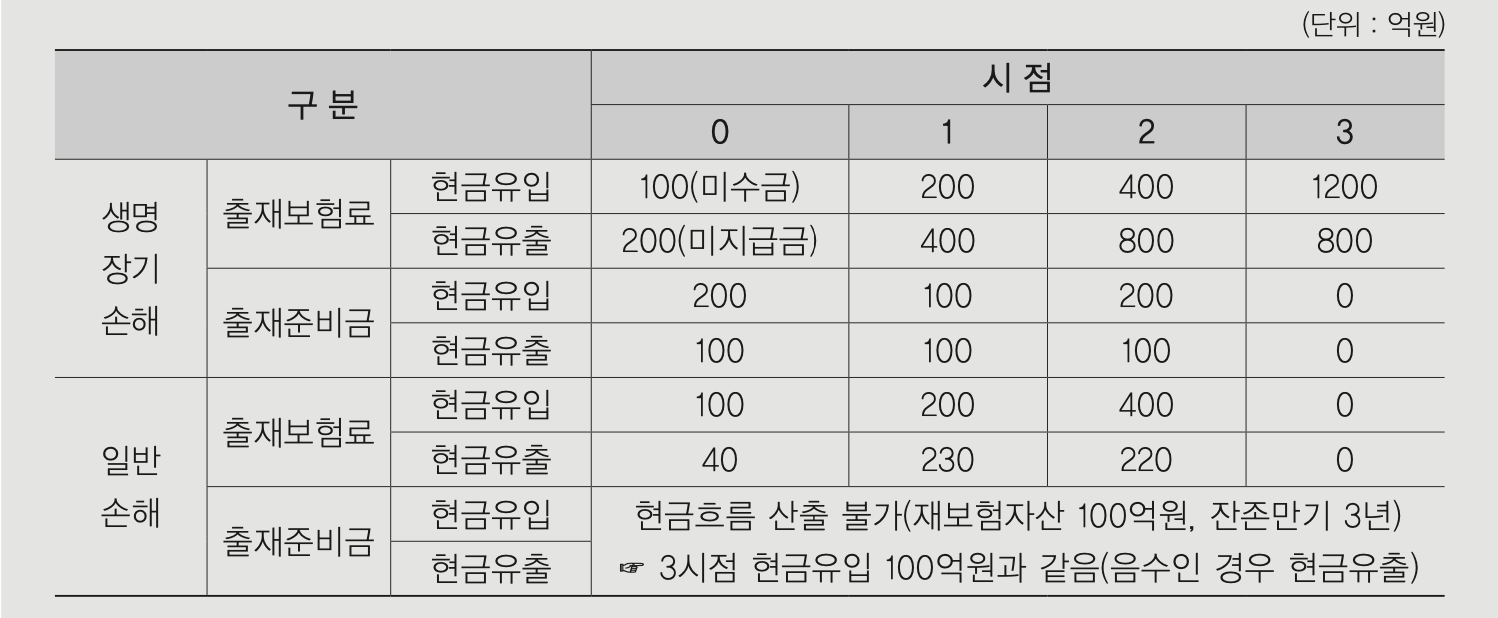 (단위 : 억원)
구 분 시 점
0 1 2 3
생명 장기 손해 출재보험료 현금유입 100(미수금) 200 400 1200
현금유출 200(미지급금) 400 800 800
출재준비금 현금유입 200 100 200 0
현금유출 100 100 100 0
일반 손해 출재보험료 현금유입 100 200 400 0
현금유출 40 230 220 0
출재준비금 현금유입 현금흐름 산출 불가(재보험자산 100억원, 잔존만기 3년)
현금유출 ☞ 3시점 현금유입 100억원과 같음(음수인 경우 현금유출)